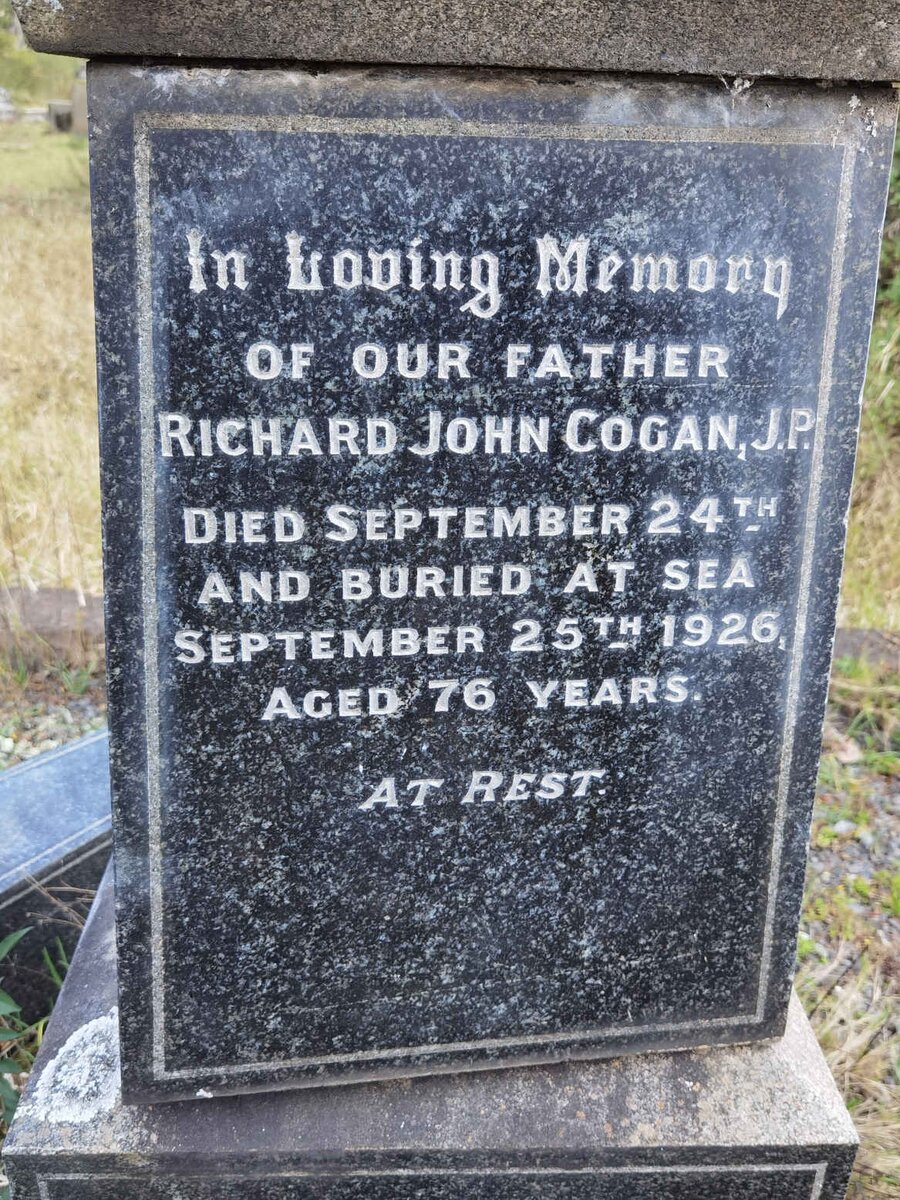 In Loving Memory
OF OUR FATHER
RICHARD JOHN COGAN, J.P.
DIED SEPTEMBER 24TH
AND BURIED AT SEA
SEPTEMBER 25TH 1926,
AGED 76 YEARS.
AT REST.